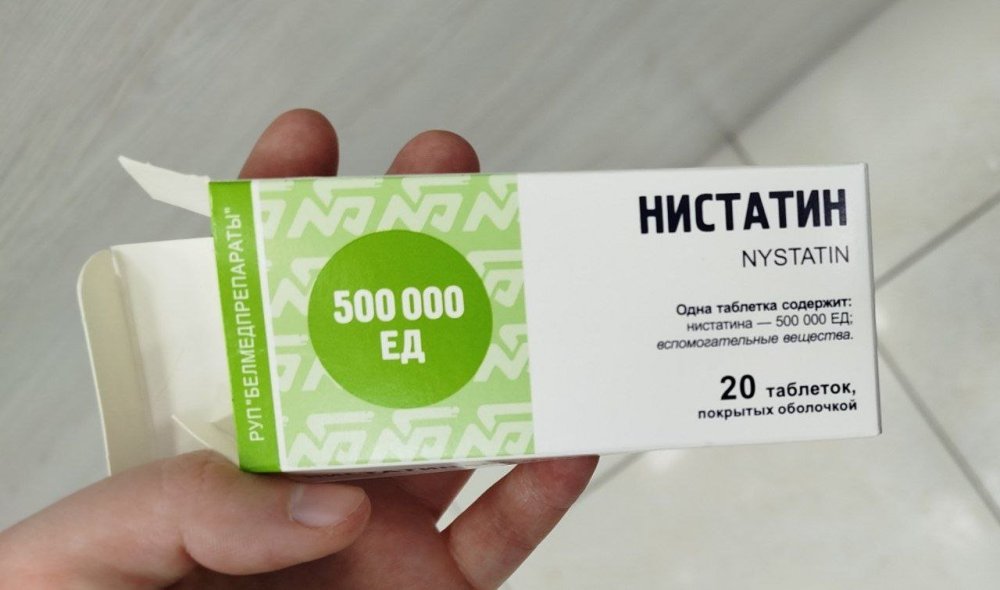 РУП "БЕЛМЕДПРЕПАРАТЫ"
500 000
ЕД
НИСТАТИН
NYSTATIN
Одна таблетка содержит:
нистатина — 500 000 ЕД;
вспомогательные вещества.
20 таблеток,
покрытых оболочкой
НИСТАТИН